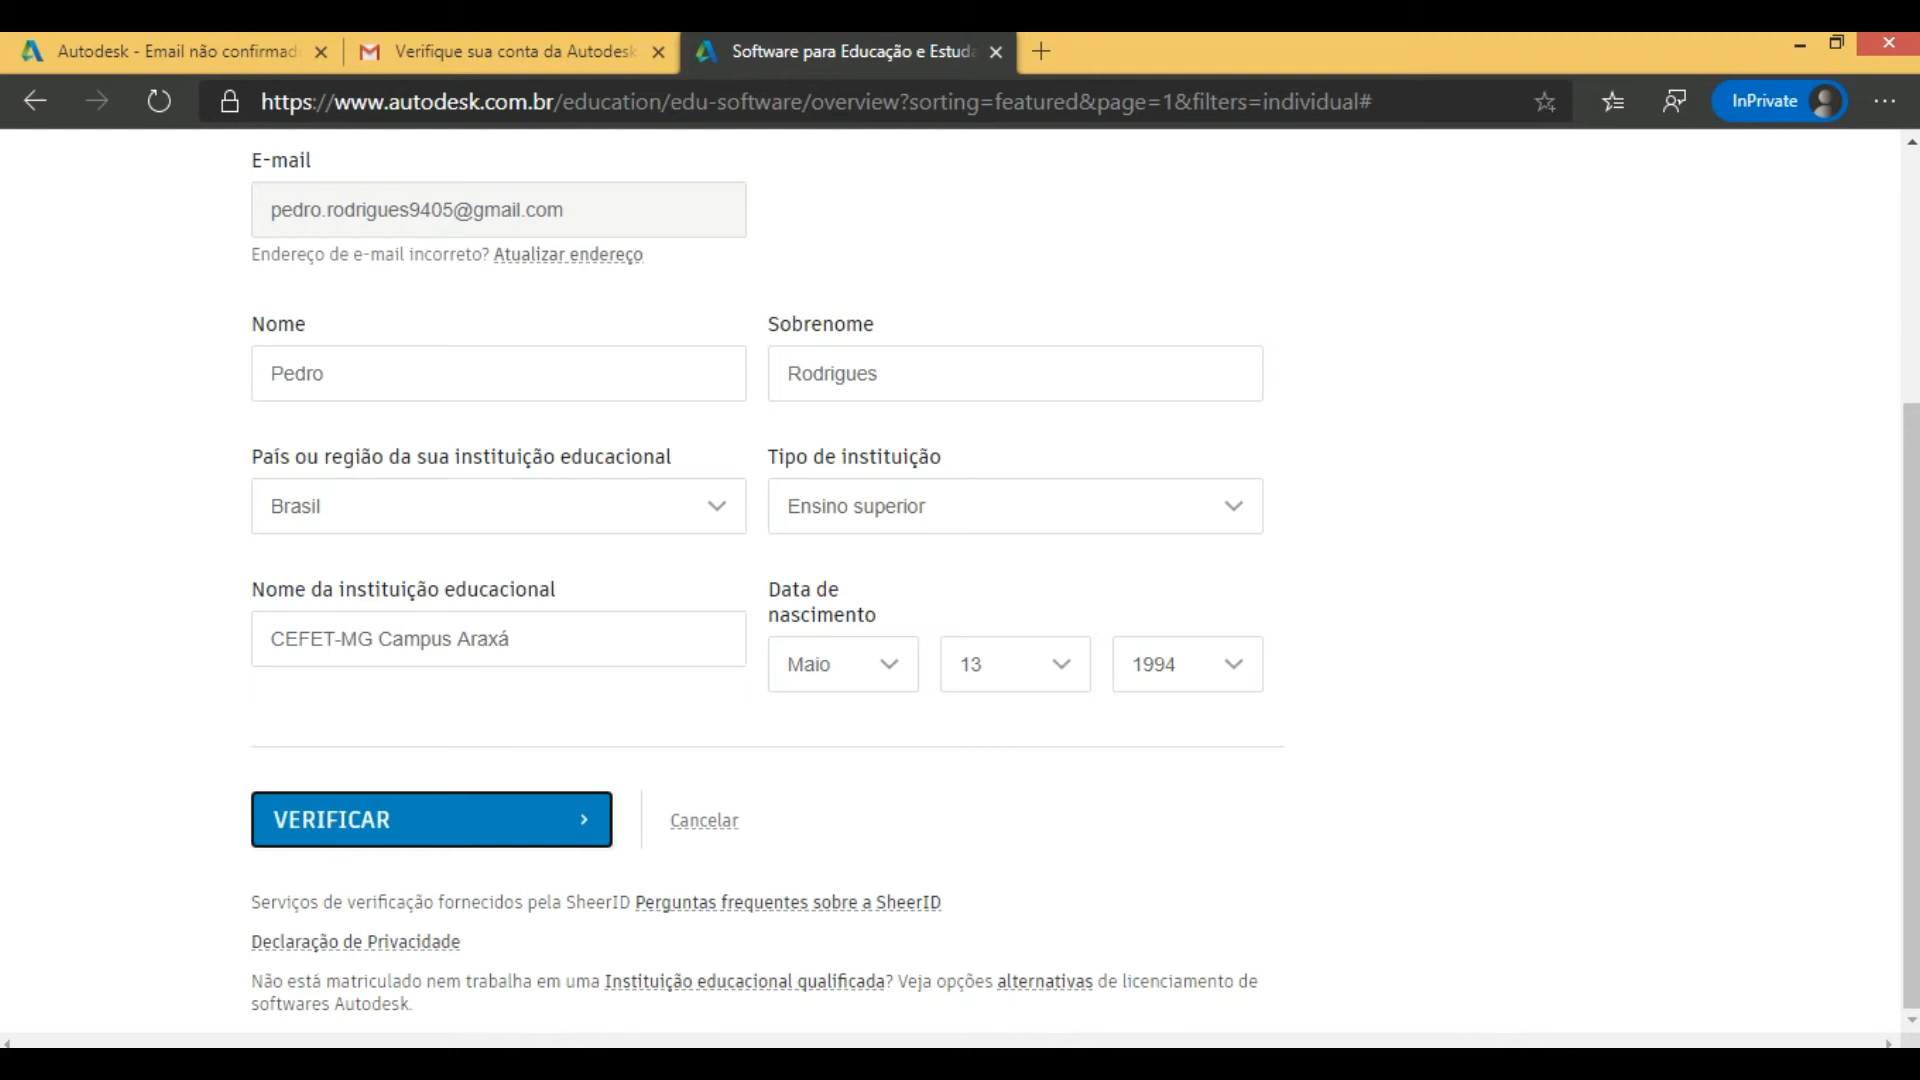 Autodesk - Email não confirmad
Verifique sua conta da Autodesk
Software para Educação e Estuda
https://www.autodesk.com.br/education/edu-software/overview?sorting=featured&page=1&filters=individual#
InPrivate
E-mail
pedro.rodrigues9405@gmail.com
Endereço de e-mail incorreto? Atualizar endereço
Nome
Sobrenome
Pedro
Rodrigues
País ou região da sua instituição educacional
Tipo de instituição
Brasil
Ensino superior
Nome da instituição educacional
Data de
nascimento
CEFET-MG Campus Araxá
Maio
13
1994
VERIFICAR
Cancelar
Serviços de verificação fornecidos pela SheerID Perguntas frequentes sobre a SheerID
Declaração de Privacidade
Não está matriculado nem trabalha em uma Instituição educacional qualificada? Veja opções alternativas de licenciamento de
softwares Autodesk.